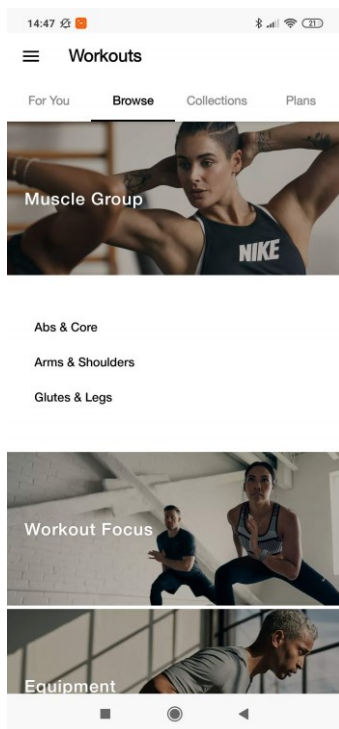 14:47
21
Workouts
For You Browse Collections Plans
Muscle Group
NIKE
Abs & Core
Arms & Shoulders
Glutes & Legs
Workout Focus
Equipment